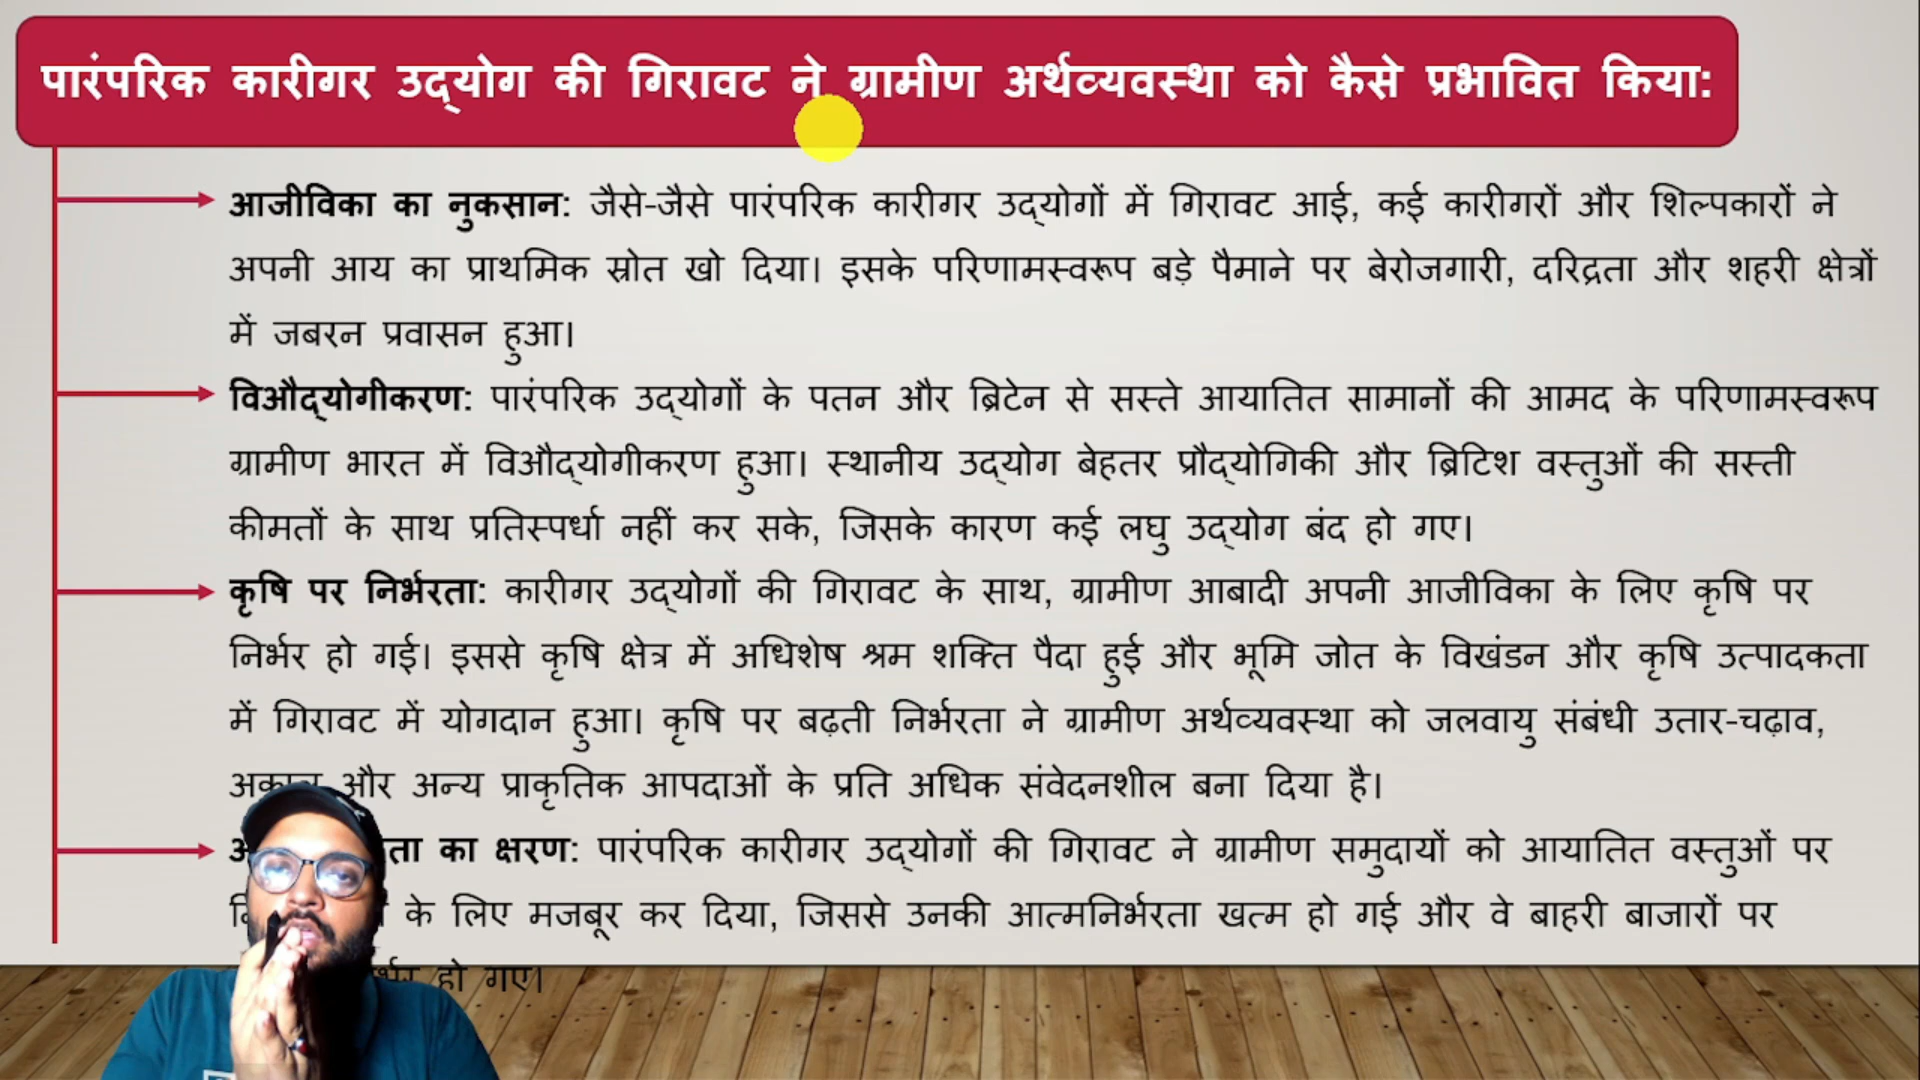 पारंपरिक कारीगर उद्योग की गिरावट ने ग्रामीण अर्थव्यवस्था को कैसे प्रभावित किया:
आजीविका का नुकसान: जैसे-जैसे पारंपरिक कारीगर उद्योगों में गिरावट आई, कई कारीगरों और शिल्पकारों ने
अपनी आय का प्राथमिक स्रोत खो दिया। इसके परिणामस्वरूप बड़े पैमाने पर बेरोजगारी, दरिद्रता और शहरी क्षेत्रों
में जबरन प्रवासन हुआ।
विऔद्योगीकरण: पारंपरिक उद्योगों के पतन और ब्रिटेन से सस्ते आयातित सामानों की आमद के परिणामस्वरूप
ग्रामीण भारत में विऔद्योगीकरण हुआ। स्थानीय उद्योग बेहतर प्रौद्योगिकी और ब्रिटिश वस्तुओं की सस्ती
कीमतों के साथ प्रतिस्पर्धा नहीं कर सके, जिसके कारण कई लघु उद्योग बंद हो गए।
कृषि पर निर्भरता: कारीगर उद्योगों की गिरावट के साथ, ग्रामीण आबादी अपनी आजीविका के लिए कृषि पर
निर्भर हो गई। इससे कृषि क्षेत्र में अधिशेष श्रम शक्ति पैदा हुई और भूमि जोत के विखंडन और कृषि उत्पादकता
में गिरावट में योगदान हुआ। कृषि पर बढ़ती निर्भरता ने ग्रामीण अर्थव्यवस्था को जलवायु संबंधी उतार-चढ़ाव,
और अन्य प्राकृतिक आपदाओं के प्रति अधिक संवेदनशील बना दिया है।
का क्षरण: पारंपरिक कारीगर उद्योगों की गिरावट ने ग्रामीण समुदायों को आयातित वस्तुओं पर
के लिए मजबूर कर दिया, जिससे उनकी आत्मनिर्भरता खत्म हो गई और वे बाहरी बाजारों पर
हो गए।